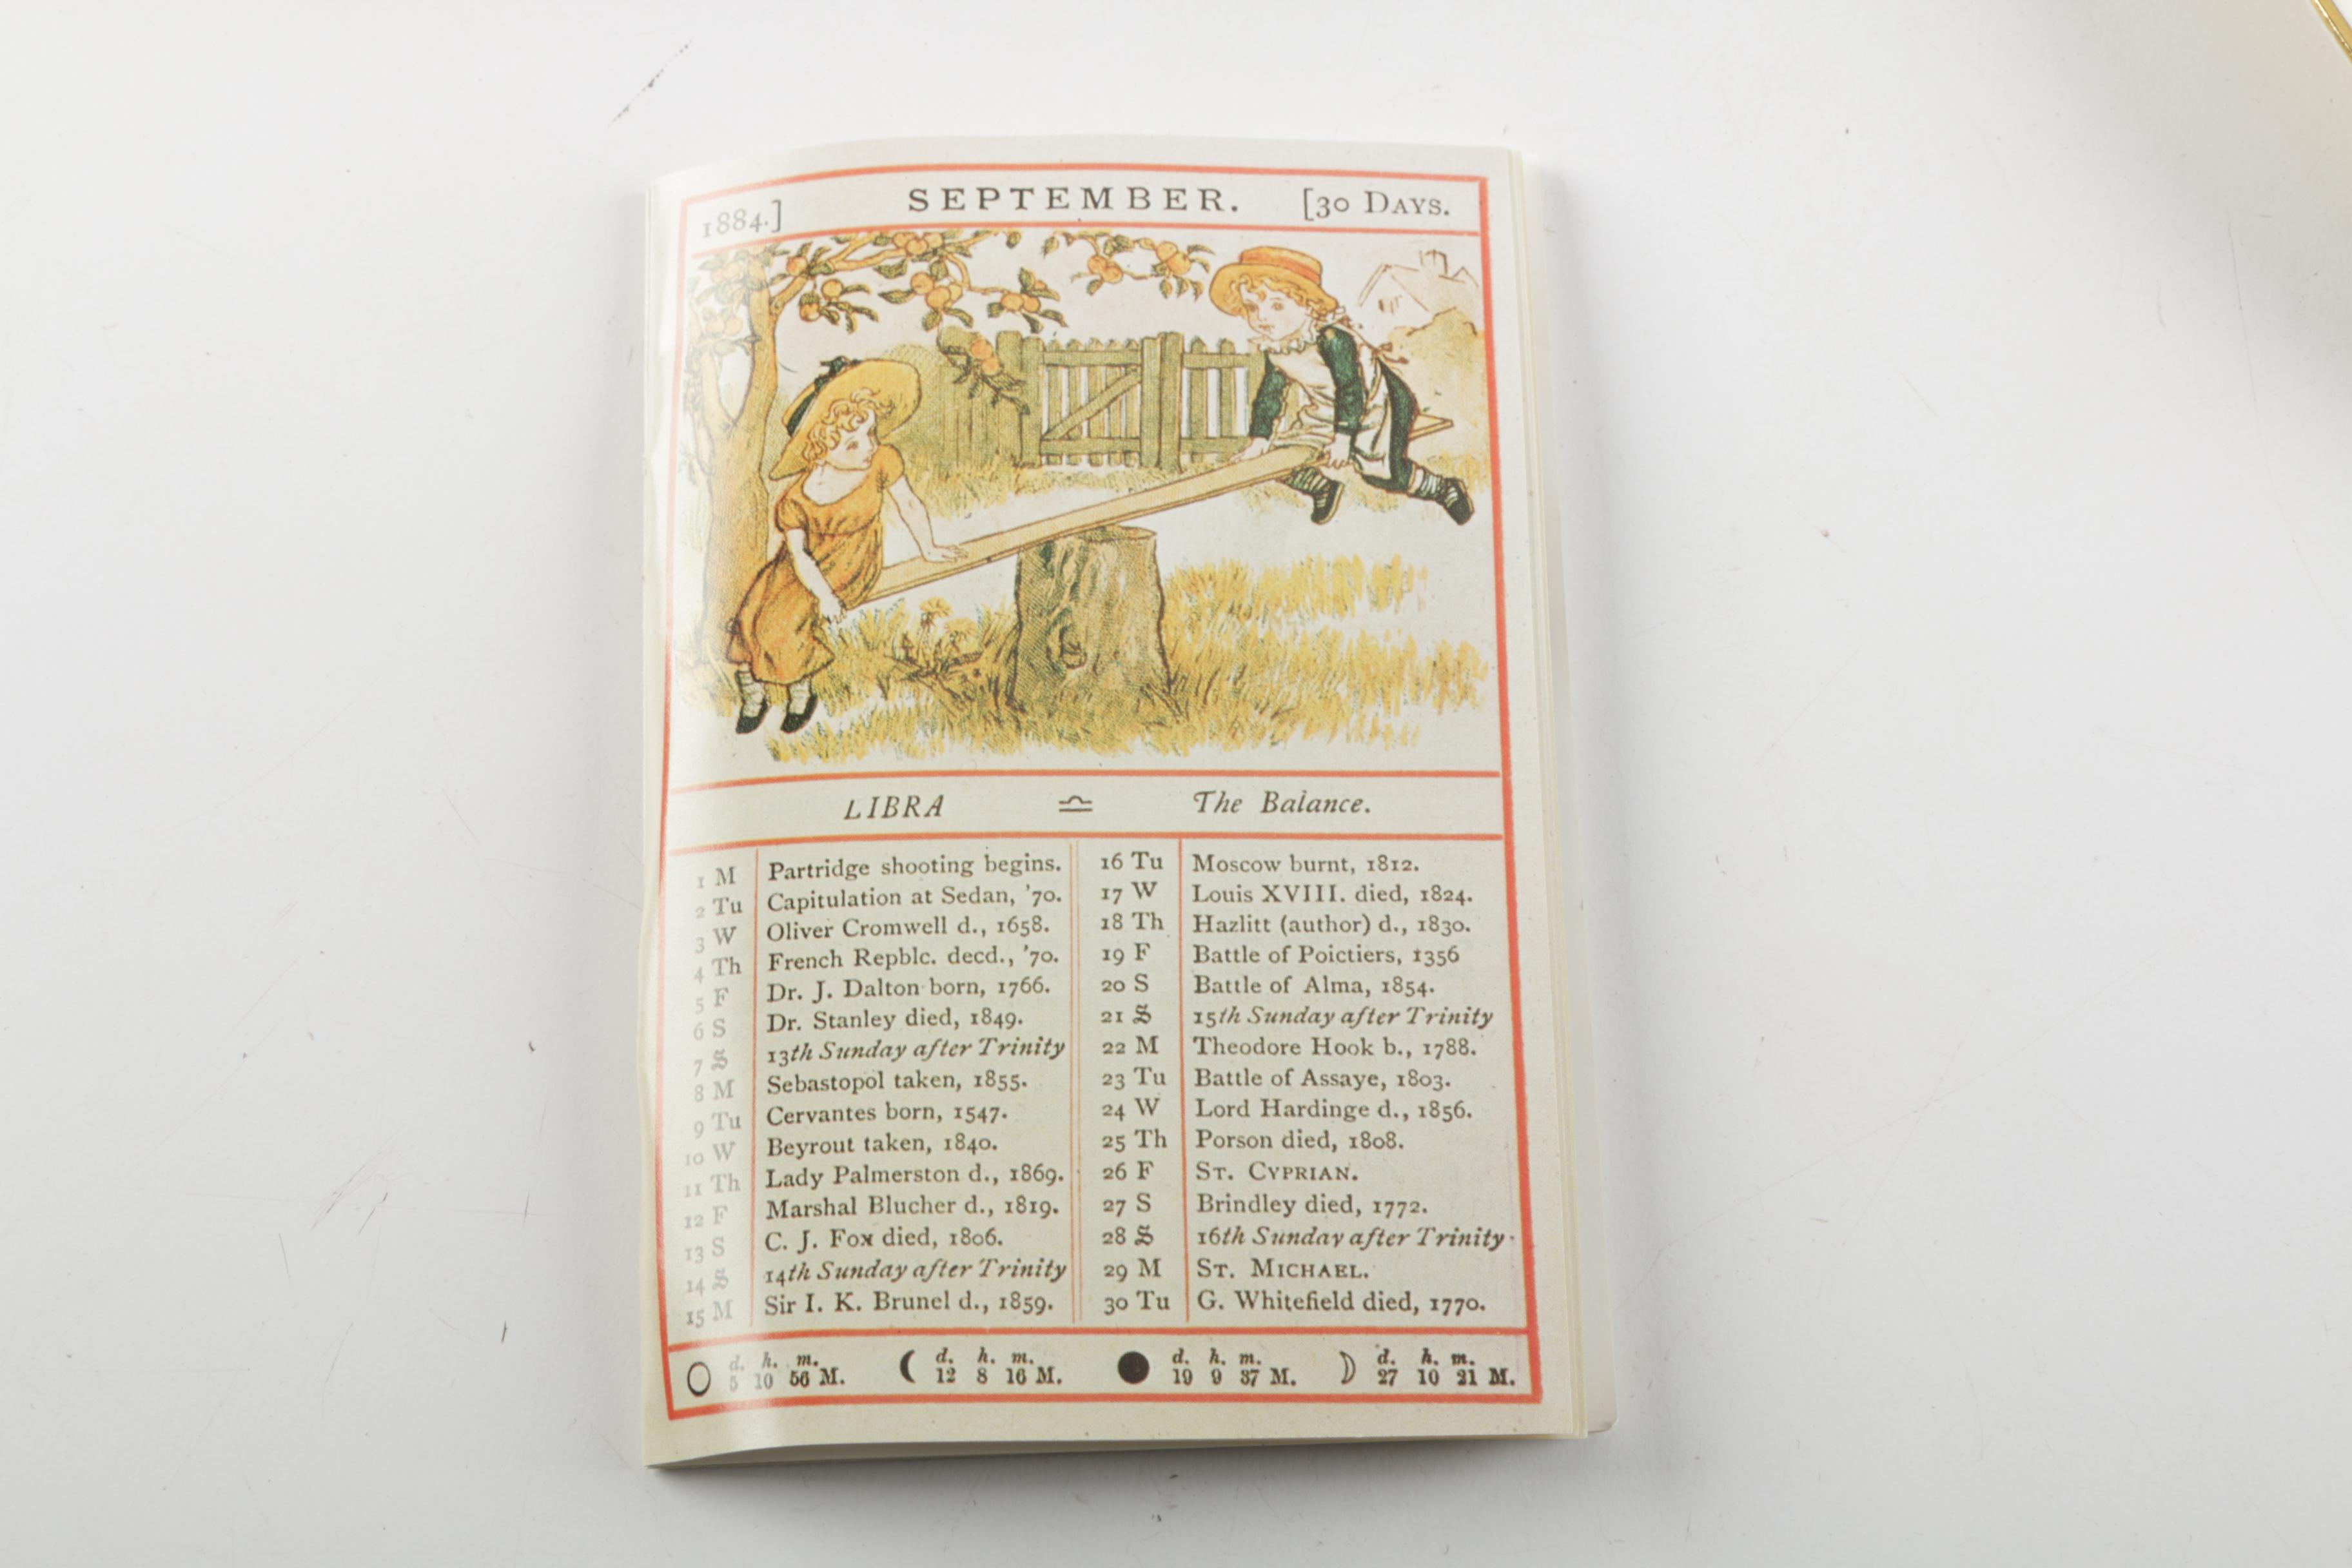 1884.] SEPTEMBER. [30 DAYS.
LIBRA ♎ The Balance.
1 M Partridge shooting begins.
2 Tu Capitulation at Sedan, '70.
3 W Oliver Cromwell d., 1658.
4 Th French Repblc. decd., '70.
5 F Dr. J. Dalton born, 1766.
6 S Dr. Stanley died, 1849.
7 S 13th Sunday after Trinity
8 M Sebastopol taken, 1855.
9 Tu Cervantes born, 1547.
10 W Beyrout taken, 1840.
11 Th Lady Palmerston d., 1869.
12 F Marshal Blucher d., 1819.
13 S C. J. Fox died, 1806.
14 S 14th Sunday after Trinity
15 M Sir I. K. Brunel d., 1859.
16 Tu Moscow burnt, 1812.
17 W Louis XVIII. died, 1824.
18 Th Hazlitt (author) d., 1830.
19 F Battle of Poictiers, 1356
20 S Battle of Alma, 1854.
21 S 15th Sunday after Trinity
22 M Theodore Hook b., 1788.
23 Tu Battle of Assaye, 1803.
24 W Lord Hardinge d., 1856.
25 Th Porson died, 1808.
26 F ST. CYPRIAN.
27 S Brindley died, 1772.
28 S 16th Sunday after Trinity.
29 M ST. MICHAEL.
30 Tu G. Whitefield died, 1770.
d. h. m. d. h. m. d. h. m. d. h. m.
5 10 56 M. 12 8 16 M. 19 9 37 M. 27 10 21 M.